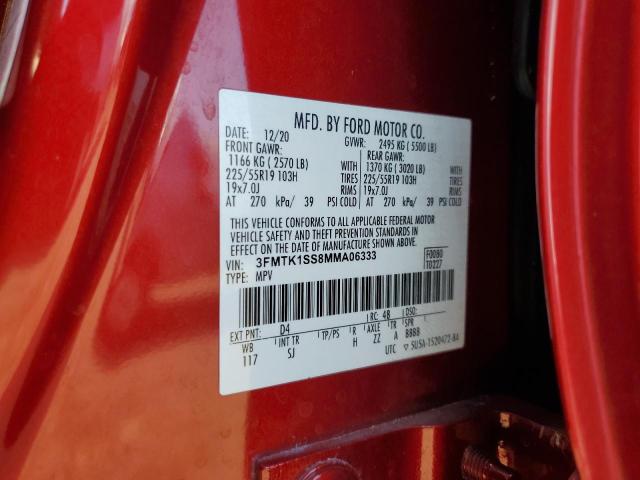 MFD. BY FORD MOTOR CO.
DATE: 12/20 GVWR: 2495 KG ( 5500 LB)
FRONT GAWR: REAR GAWR:
1166 KG ( 2570 LB) WITH 1370 KG ( 3020 LB) WITH
225/55R19 103H TIRES 225/55R19 103H TIRES
19x7.0J RIMS 19x7.0J RIMS
AT 270 kPa/ 39 PSI COLD AT 270 kPa/ 39 PSI COLD
THIS VEHICLE CONFORMS TO ALL APPLICABLE FEDERAL MOTOR
VEHICLE SAFETY AND THEFT PREVENTION STANDARDS IN
EFFECT ON THE DATE OF MANUFACTURE SHOWN ABOVE.
VIN: 3FMTK1SS8MMA06333 F0080
TYPE: MPV T0227
EXT PNT: D4 RC: 48 DSO:
WB INT TR TP/PS R AXLE TR SPR
117 SJ H ZZ A BBBB
UTC ▽ 5USA-1520472-BA